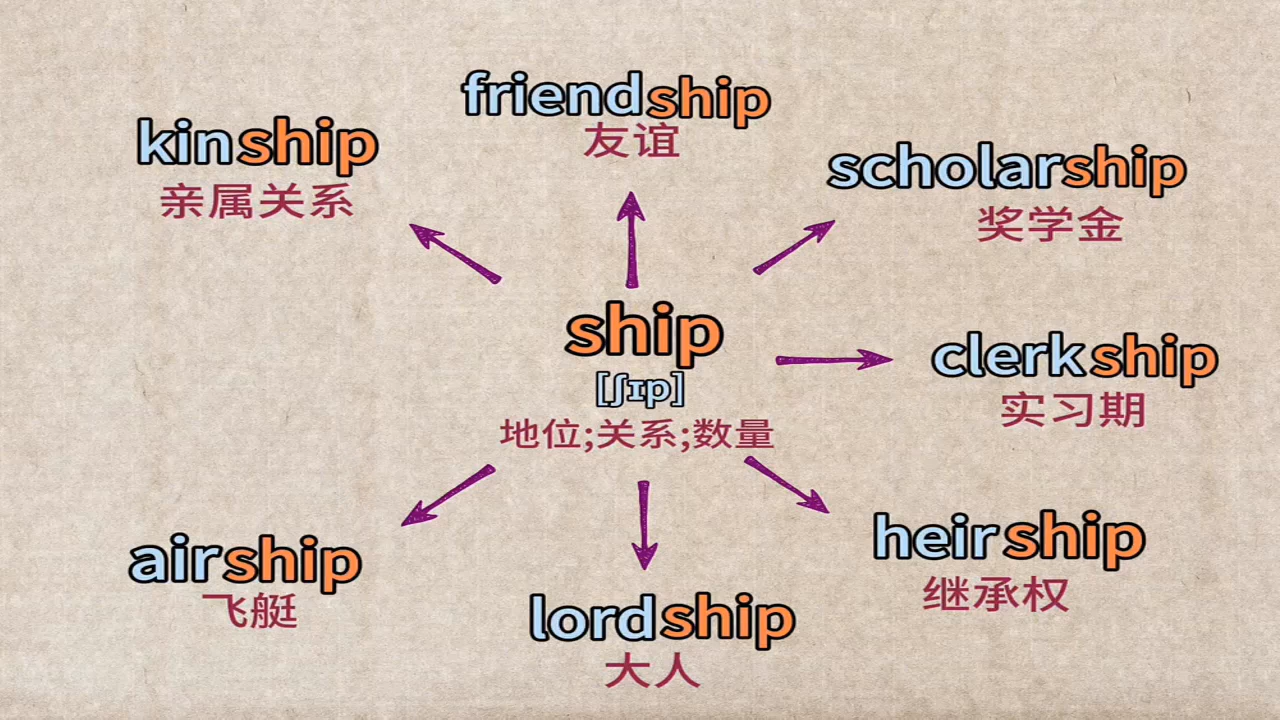 friendship
友谊
kinship
亲属关系
scholarship
奖学金
ship
[ʃɪp]
地位;关系;数量
clerkship
实习期
airship
飞艇
heirship
继承权
lordship
大人